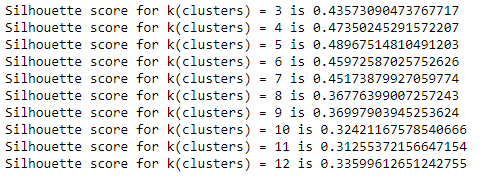 Silhouette score for k(clusters) = 3 is 0.43573090473767717
Silhouette score for k(clusters) = 4 is 0.47350245291572207
Silhouette score for k(clusters) = 5 is 0.48967514810491203
Silhouette score for k(clusters) = 6 is 0.45972587025752626
Silhouette score for k(clusters) = 7 is 0.45173879927059774
Silhouette score for k(clusters) = 8 is 0.36776399007257243
Silhouette score for k(clusters) = 9 is 0.36997903945253624
Silhouette score for k(clusters) = 10 is 0.32421167578540666
Silhouette score for k(clusters) = 11 is 0.31255372156647154
Silhouette score for k(clusters) = 12 is 0.33599612651242755